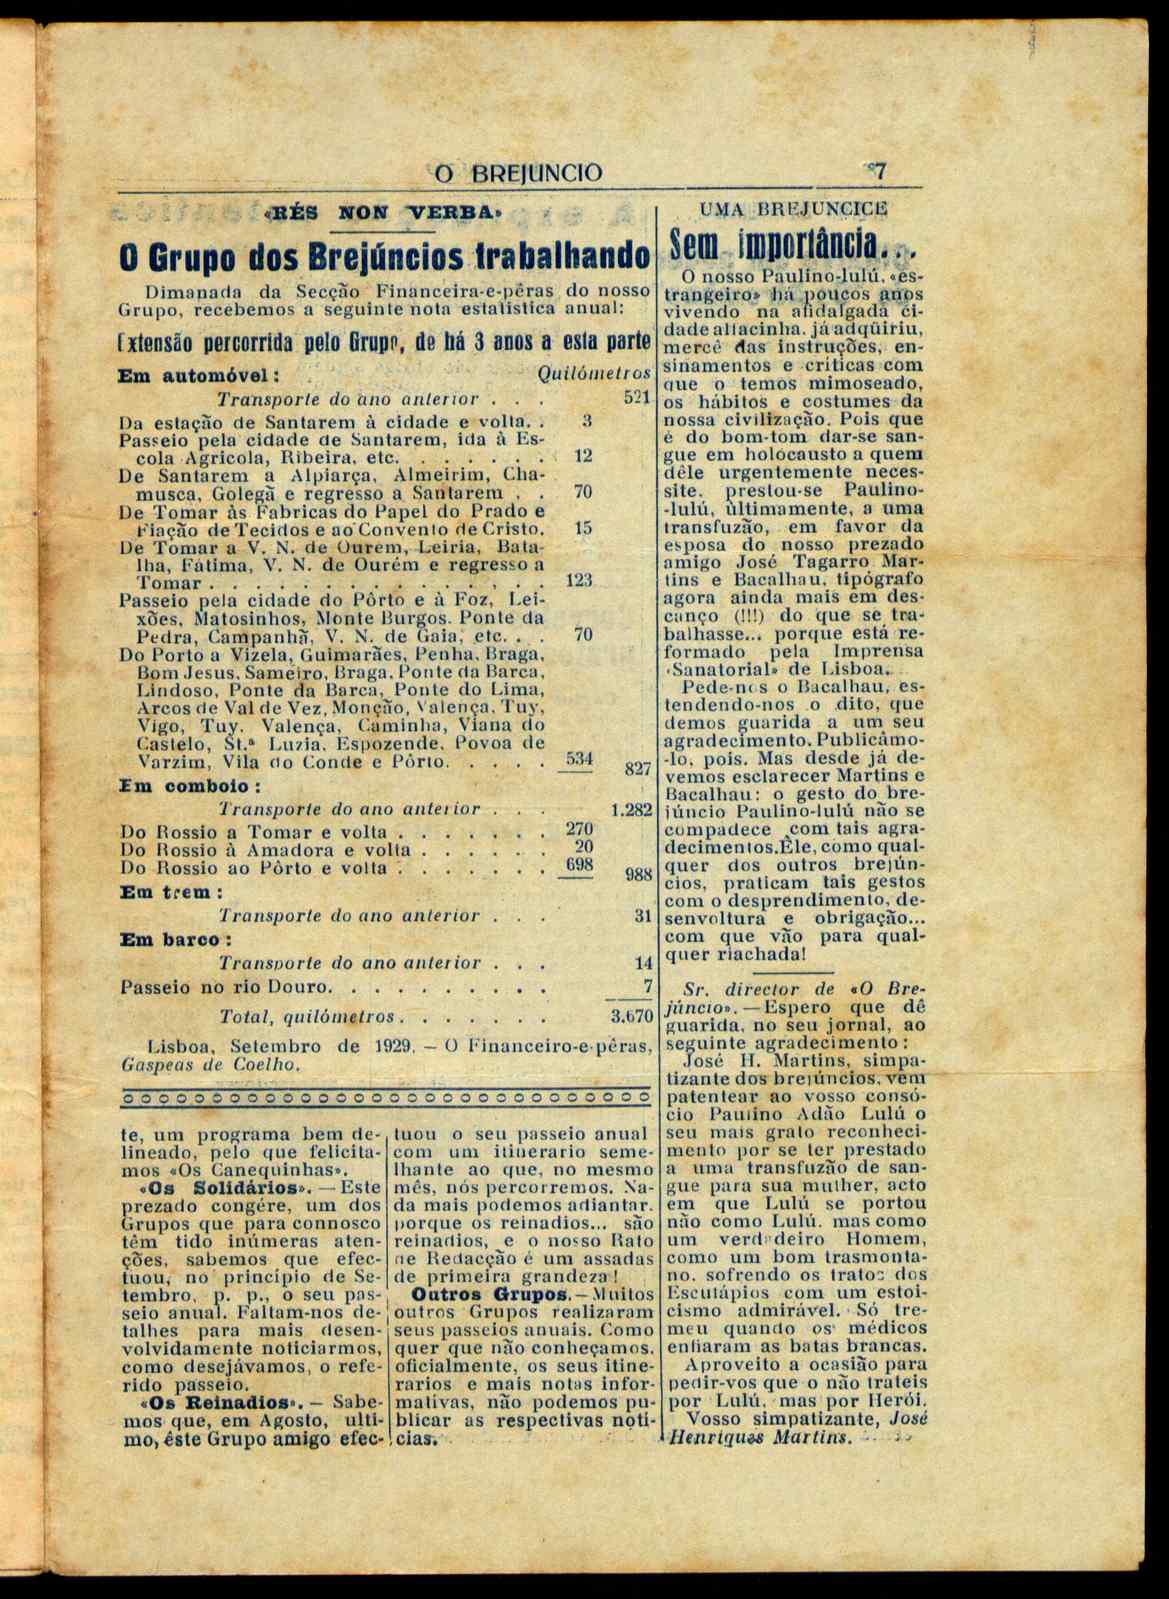 O BREJUNCIO
7
«RÉS NON VERBA»
O Grupo dos Brejúncios trabalhando
Dimanada da Secção Financeira-e-pêras do nosso
Grupo, recebemos a seguinte nota estatistica anual:
Extensão percorrida pelo Grupo, de há 3 anos a esta parte
Em automóvel: Quilómetros
Transporte do ano anterior . . . 521
Da estação de Santarem à cidade e volta. . 3
Passeio pela cidade de Santarem, ida à Es-
cola Agricola, Ribeira, etc. . . . . . . . 12
De Santarem a Alpiarça, Almeirim, Cha-
musca, Golegã e regresso a Santarem . . 70
De Tomar às Fabricas do Papel do Prado e
Fiação de Tecidos e ao Convento de Cristo. 15
De Tomar a V. N. de Ourem, Leiria, Bata-
lha, Fátima, V. N. de Ourém e regresso a
Tomar . . . . . . . . . . . . . . . 123
Passeio pela cidade do Pôrto e à Foz, Lei-
xões, Matosinhos, Monte Burgos. Ponte da
Pedra, Campanhã, V. N. de Gaia, etc. . . 70
Do Porto a Vizela, Guimarães, Penha, Braga,
Bom Jesus, Sameiro, Braga, Ponte da Barca,
Lindoso, Ponte da Barca, Ponte do Lima,
Arcos de Val de Vez, Monção, Valença, Tuy,
Vigo, Tuy, Valença, Caminha, Viana do
Castelo, St.ª Luzia, Espozende, Povoa de
Varzim, Vila do Conde e Pôrto. . . . . 534 827
Em comboio:
Transporte do ano anterior . . . 1.282
Do Rossio a Tomar e volta . . . . . . . 270
Do Rossio à Amadora e volta . . . . . . 20
Do Rossio ao Pôrto e volta . . . . . . . 698 988
Em trem:
Transporte do ano anterior . . . 31
Em barco:
Transporte do ano anterior . . . 14
Passeio no rio Douro. . . . . . . . . . 7
Total, quilómetros . . . . . . . 3.670
Lisboa, Setembro de 1929. — O Financeiro-e-pêras,
Gaspeas de Coelho.
te, um programa bem de-
lineado, pelo que felicita-
mos «Os Canequinhas».
«Os Solidários». — Este
prezado congére, um dos
Grupos que para connosco
têm tido inúmeras aten-
ções, sabemos que efec-
tuou, no principio de Se-
tembro, p. p., o seu pas-
seio anual. Faltam-nos de-
talhes para mais desen-
volvidamente noticiarmos,
como desejávamos, o refe-
rido passeio.
«Os Reinadios». — Sabe-
mos que, em Agosto, ulti-
mo, êste Grupo amigo efec-
tuou o seu passeio anual
com um itinerario seme-
lhante ao que, no mesmo
mês, nós percorremos. Na-
da mais podemos adiantar,
porque os reinadios... são
reinadios, e o nosso Rato
de Redacção é um assadas
de primeira grandeza!
Outros Grupos. — Muitos
outros Grupos realizaram
seus passeios anuais. Como
quer que não conheçamos,
oficialmente, os seus itine-
rarios e mais notas infor-
mativas, não podemos pu-
blicar as respectivas noti-
cias.
UMA BREJUNCICE
Sem importância...
O nosso Paulino-lulú, «es-
trangeiro» há poucos anos
vivendo na afidalgada ci-
dade alfacinha, já adqüiriu,
mercê das instruções, en-
sinamentos e críticas com
que o temos mimoseado,
os hábitos e costumes da
nossa civilização. Pois que
é do bom-tom dar-se san-
gue em holocausto a quem
dêle urgentemente neces-
site, prestou-se Paulino-
-lulú, ùltimamente, a uma
transfuzão, em favor da
esposa do nosso prezado
amigo José Tagarro Mar-
tins e Bacalhau, tipógrafo
agora ainda mais em des-
canço (!!!) do que se tra-
balhasse... porque está re-
formado pela Imprensa
«Sanatorial» de Lisboa.
Pede-nos o Bacalhau, es-
tendendo-nos o dito, que
demos guarida a um seu
agradecimento. Publicâmo-
-lo, pois. Mas desde já de-
vemos esclarecer Martins e
Bacalhau: o gesto do bre-
júncio Paulino-lulú não se
compadece com tais agra-
decimentos. Êle, como qual-
quer dos outros brejún-
cios, praticam tais gestos
com o desprendimento, de-
senvoltura e obrigação...
com que vão para qual-
quer riachada!
Sr. director de «O Bre-
júncio». — Espero que dê
guarida, no seu jornal, ao
seguinte agradecimento:
José H. Martins, simpa-
tizante dos brejúncios, vem
patentear ao vosso consó-
cio Paulino Adão Lulú o
seu mais grato reconheci-
mento por se ter prestado
a uma transfuzão de san-
gue para sua mulher, acto
em que Lulú se portou
não como Lulú, mas como
um verdadeiro Homem,
como um bom trasmonta-
no, sofrendo os tratos dos
Esculápios com um estoi-
cismo admirável. Só tre-
meu quando os médicos
enfiaram as batas brancas.
Aproveito a ocasião para
pedir-vos que o não trateis
por Lulú, mas por Herói.
Vosso simpatizante, José
Henriques Martins.